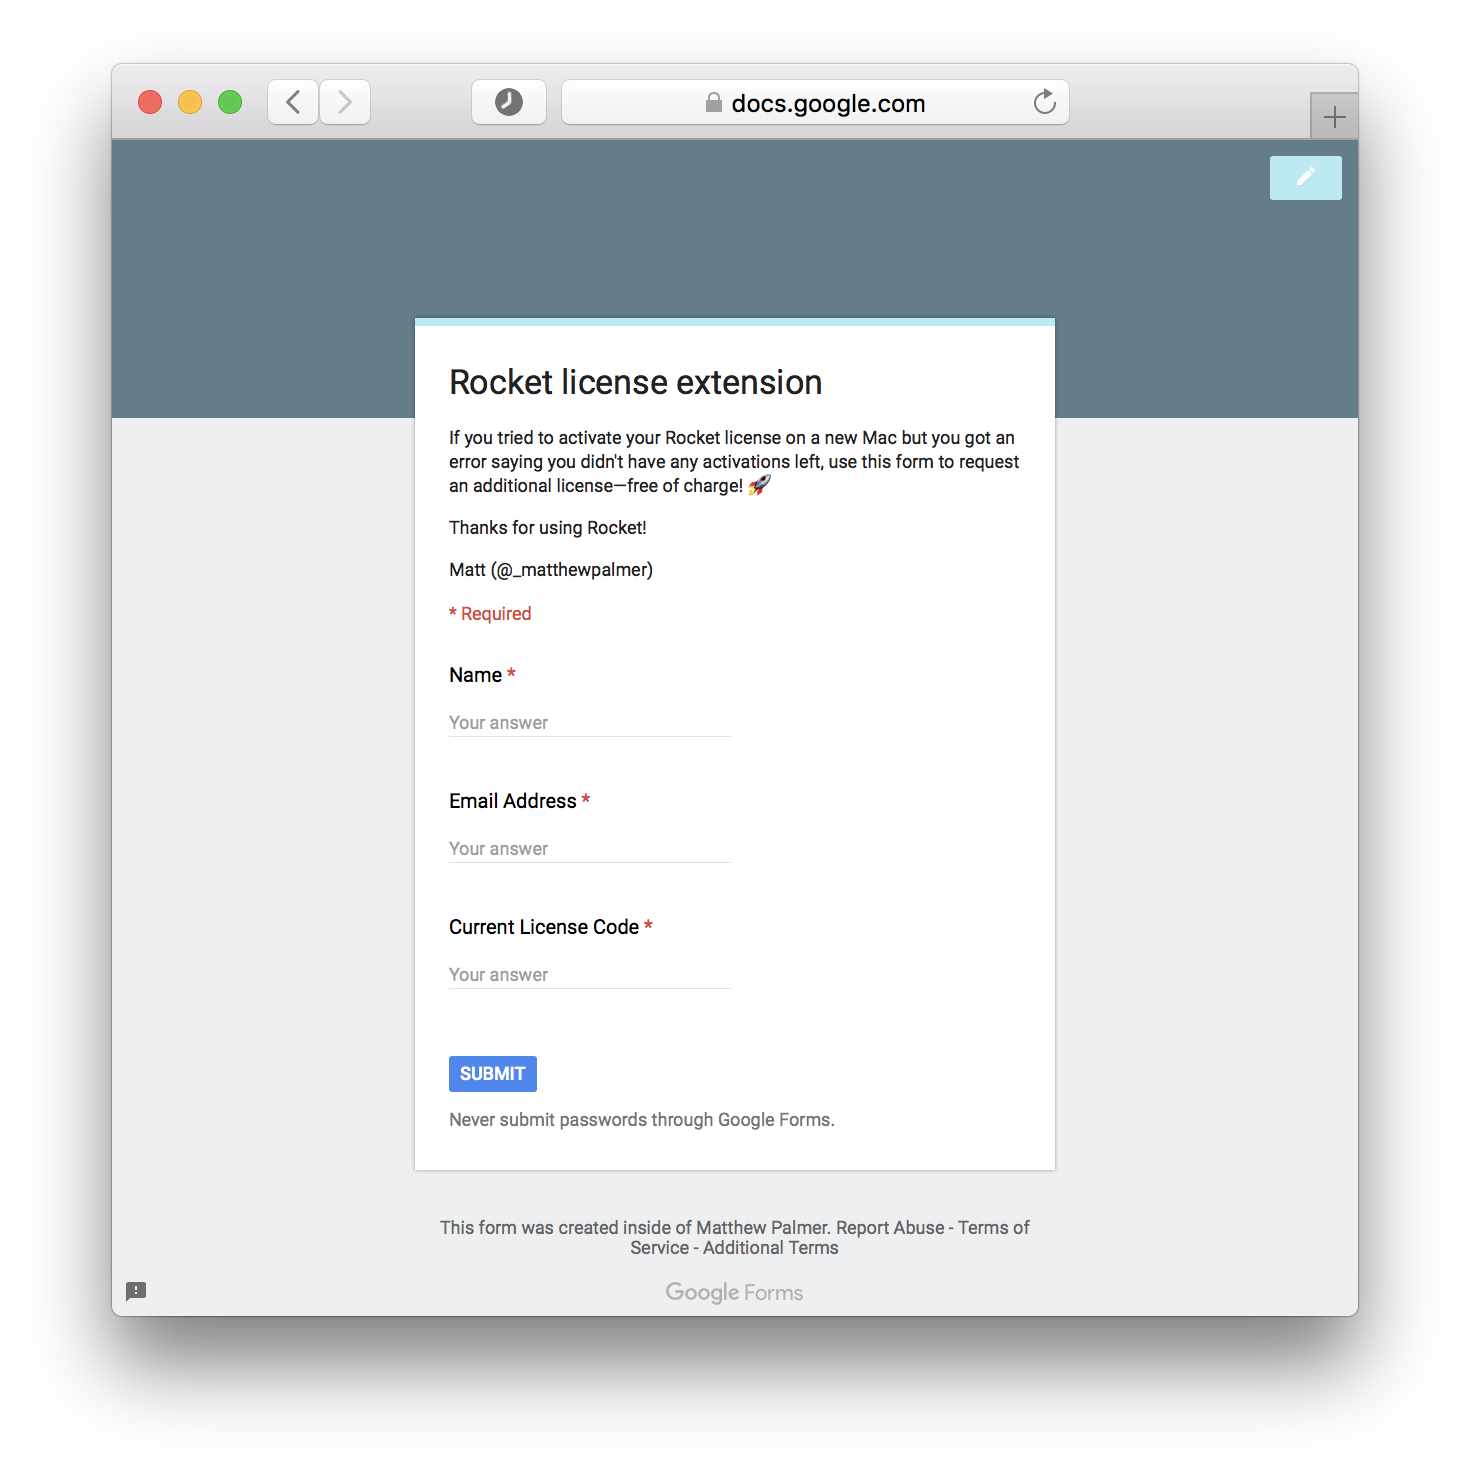 docs.google.com
Rocket license extension
If you tried to activate your Rocket license on a new Mac but you got an
error saying you didn't have any activations left, use this form to request
an additional license—free of charge! 🚀
Thanks for using Rocket!
Matt (@_matthewpalmer)
* Required
Name *
Your answer
Email Address *
Your answer
Current License Code *
Your answer
SUBMIT
Never submit passwords through Google Forms.
This form was created inside of Matthew Palmer. Report Abuse - Terms of
Service - Additional Terms
Google Forms